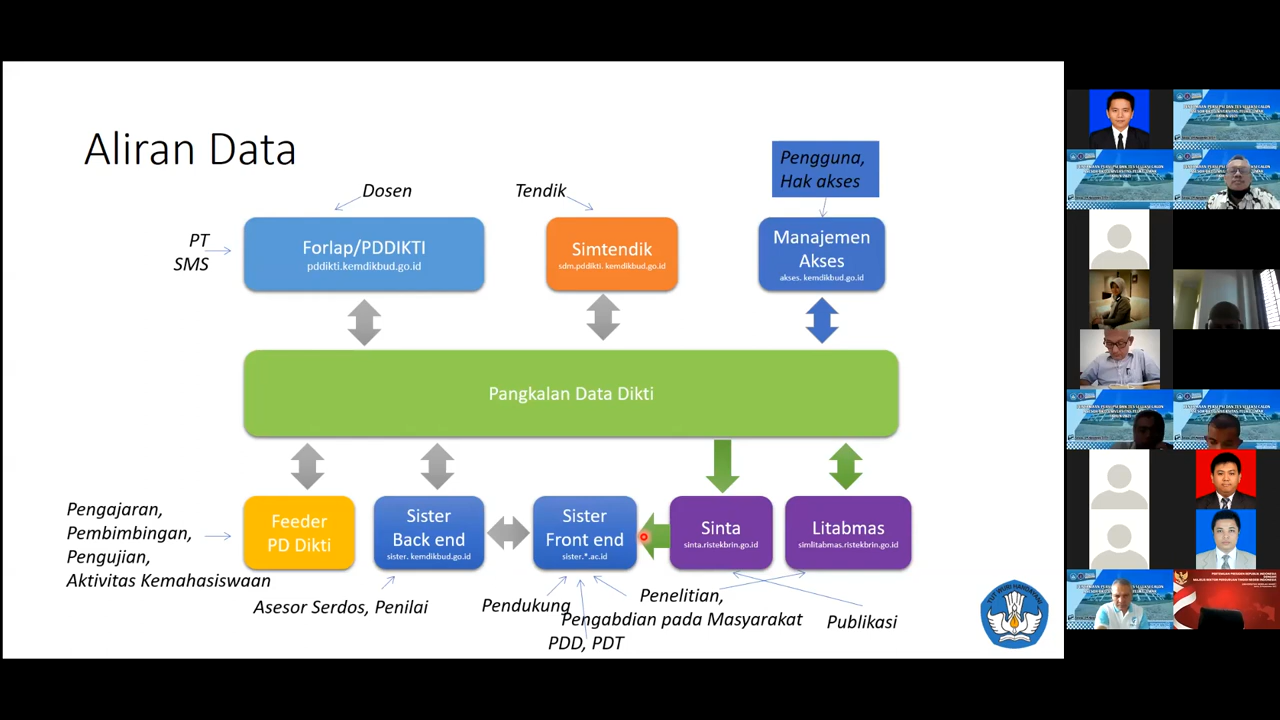 Aliran Data
Pengguna,
Hak akses
Dosen
Tendik
PT
SMS
Forlap/PDDIKTI
pddikti.kemdikbud.go.id
Simtendik
sdm.pddikti. kemdikbud.go.id
Manajemen
Akses
akses. kemdikbud.go.id
Pangkalan Data Dikti
Pengajaran,
Pembimbingan,
Pengujian,
Aktivitas Kemahasiswaan
Feeder
PD Dikti
Sister
Back end
sister. kemdikbud.go.id
Sister
Front end
sister.*.ac.id
Sinta
sinta.ristekbrin.go.id
Litabmas
simlitabmas.ristekbrin.go.id
Asesor Serdos, Penilai
Pendukung
PDD, PDT
Penelitian,
Pengabdian pada Masyarakat
Publikasi
TUT WURI HANDAYANI